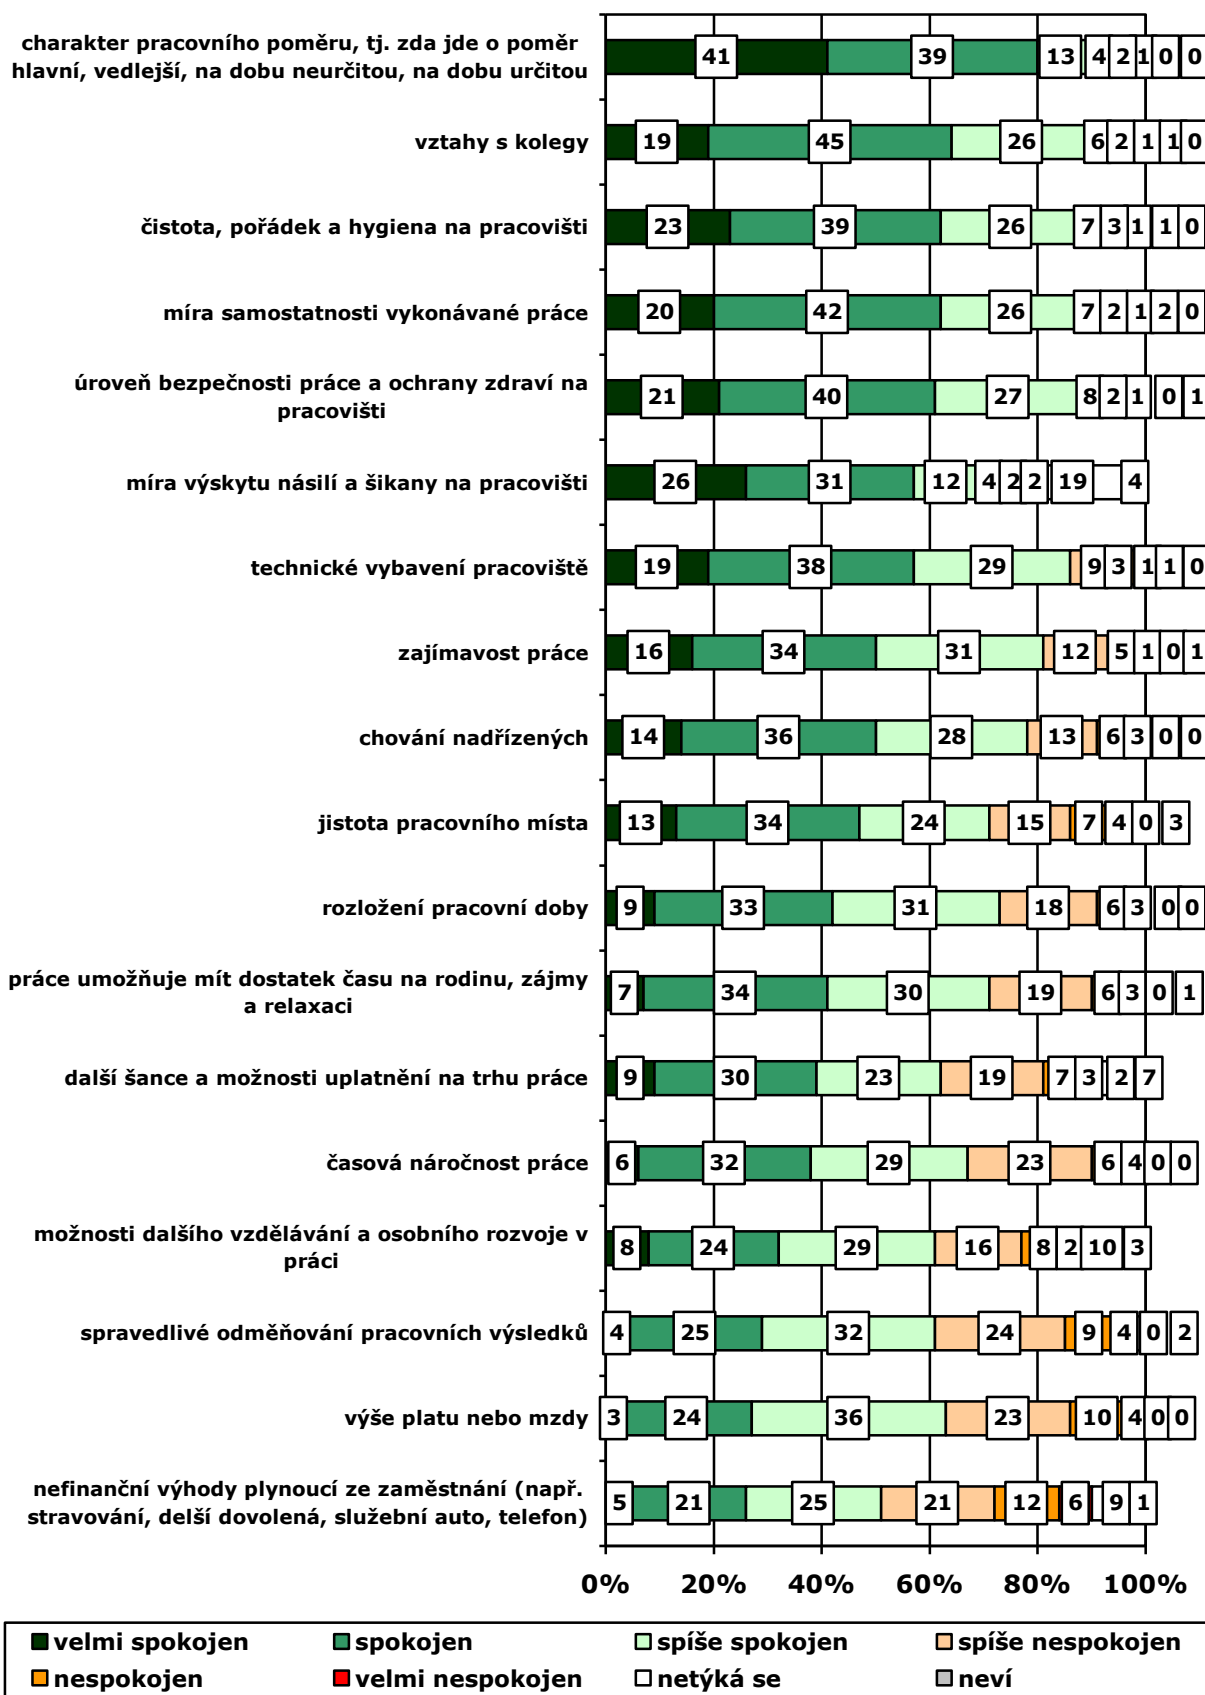 charakter pracovního poměru, tj. zda jde o poměr
hlavní, vedlejší, na dobu neurčitou, na dobu určitou
41 39 13 4 2 1 0 0
vztahy s kolegy
19 45 26 6 2 1 1 0
čistota, pořádek a hygiena na pracovišti
23 39 26 7 3 1 1 0
míra samostatnosti vykonávané práce
20 42 26 7 2 1 2 0
úroveň bezpečnosti práce a ochrany zdraví na
pracovišti
21 40 27 8 2 1 0 1
míra výskytu násilí a šikany na pracovišti
26 31 12 4 2 2 19 4
technické vybavení pracoviště
19 38 29 9 3 1 1 0
zajímavost práce
16 34 31 12 5 1 0 1
chování nadřízených
14 36 28 13 6 3 0 0
jistota pracovního místa
13 34 24 15 7 4 0 3
rozložení pracovní doby
9 33 31 18 6 3 0 0
práce umožňuje mít dostatek času na rodinu, zájmy
a relaxaci
7 34 30 19 6 3 0 1
další šance a možnosti uplatnění na trhu práce
9 30 23 19 7 3 2 7
časová náročnost práce
6 32 29 23 6 4 0 0
možnosti dalšího vzdělávání a osobního rozvoje v
práci
8 24 29 16 8 2 10 3
spravedlivé odměňování pracovních výsledků
4 25 32 24 9 4 0 2
výše platu nebo mzdy
3 24 36 23 10 4 0 0
nefinanční výhody plynoucí ze zaměstnání (např.
stravování, delší dovolená, služební auto, telefon)
5 21 25 21 12 6 9 1
0% 20% 40% 60% 80% 100%
velmi spokojen spokojen spíše spokojen spíše nespokojen
nespokojen velmi nespokojen netýká se neví